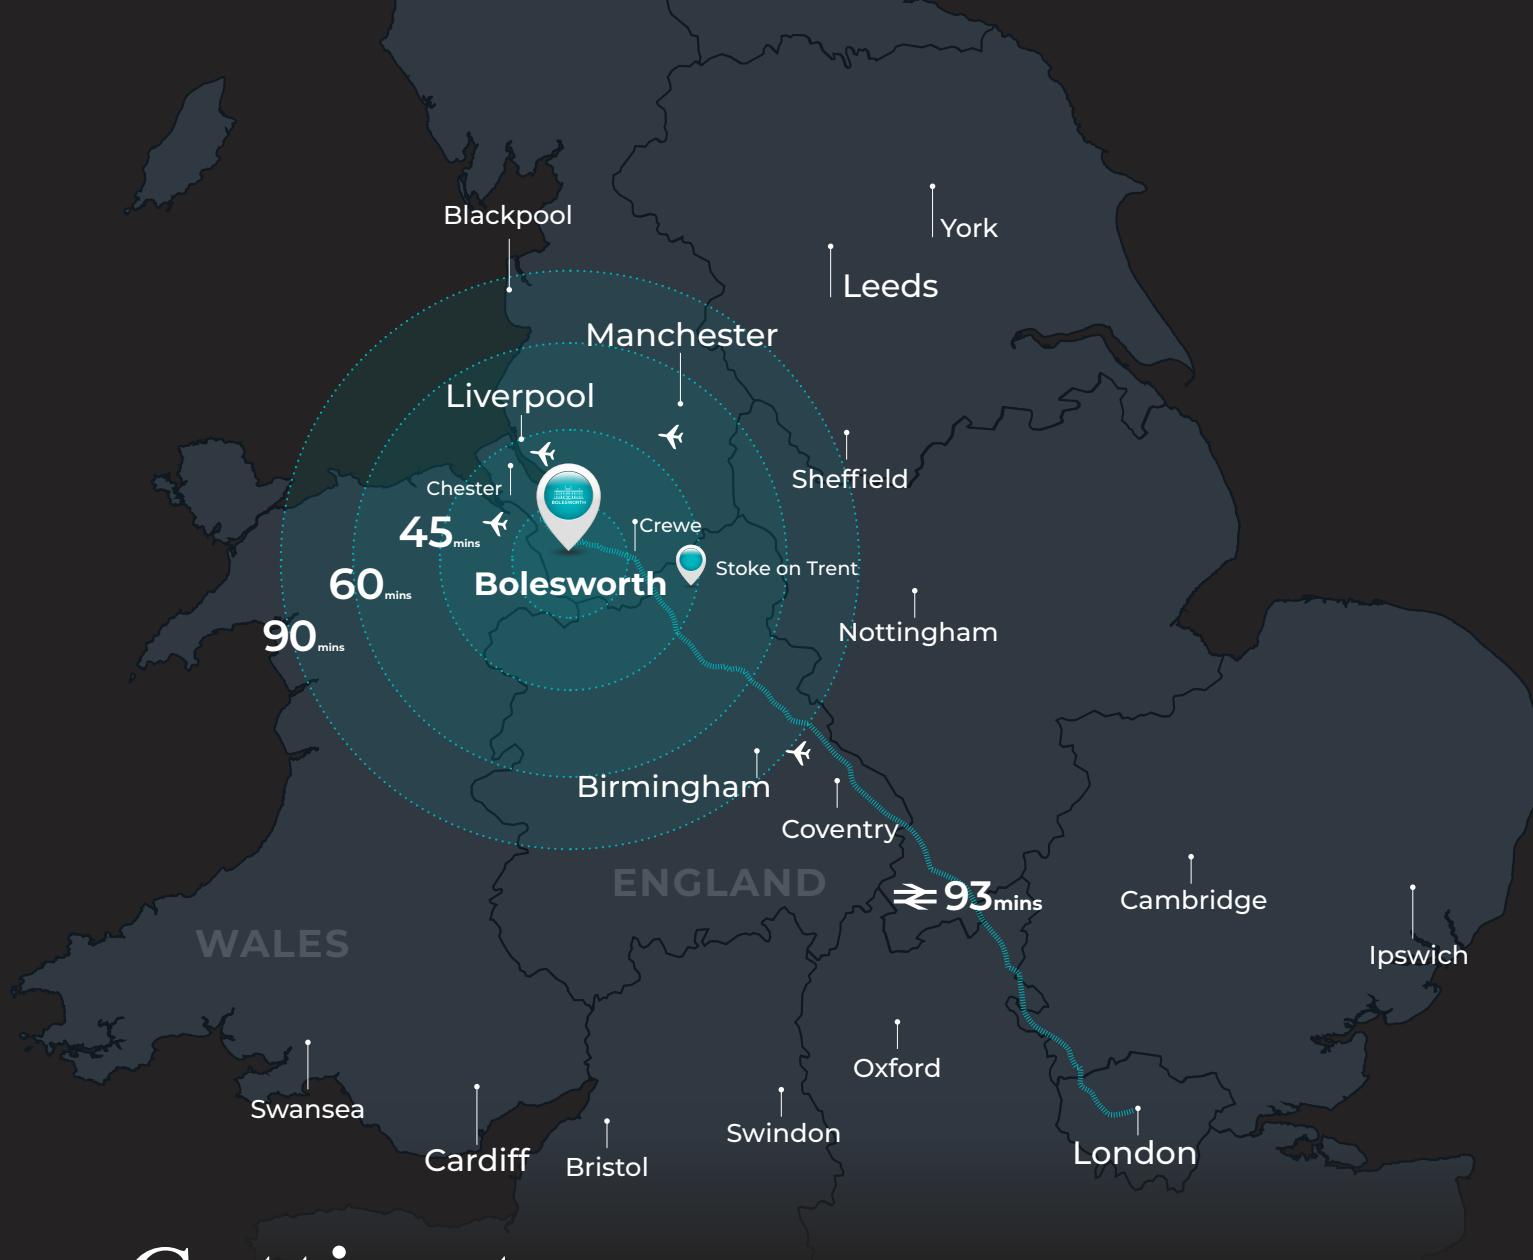 York
Blackpool
Leeds
Manchester
Liverpool
Sheffield
Chester
BOLESWORTH
Crewe
45mins
Stoke on Trent
Bolesworth
60mins
Nottingham
90mins
Birmingham
Coventry
ENGLAND
93mins
Cambridge
WALES
Ipswich
Oxford
Swansea
Swindon
London
Cardiff
Bristol